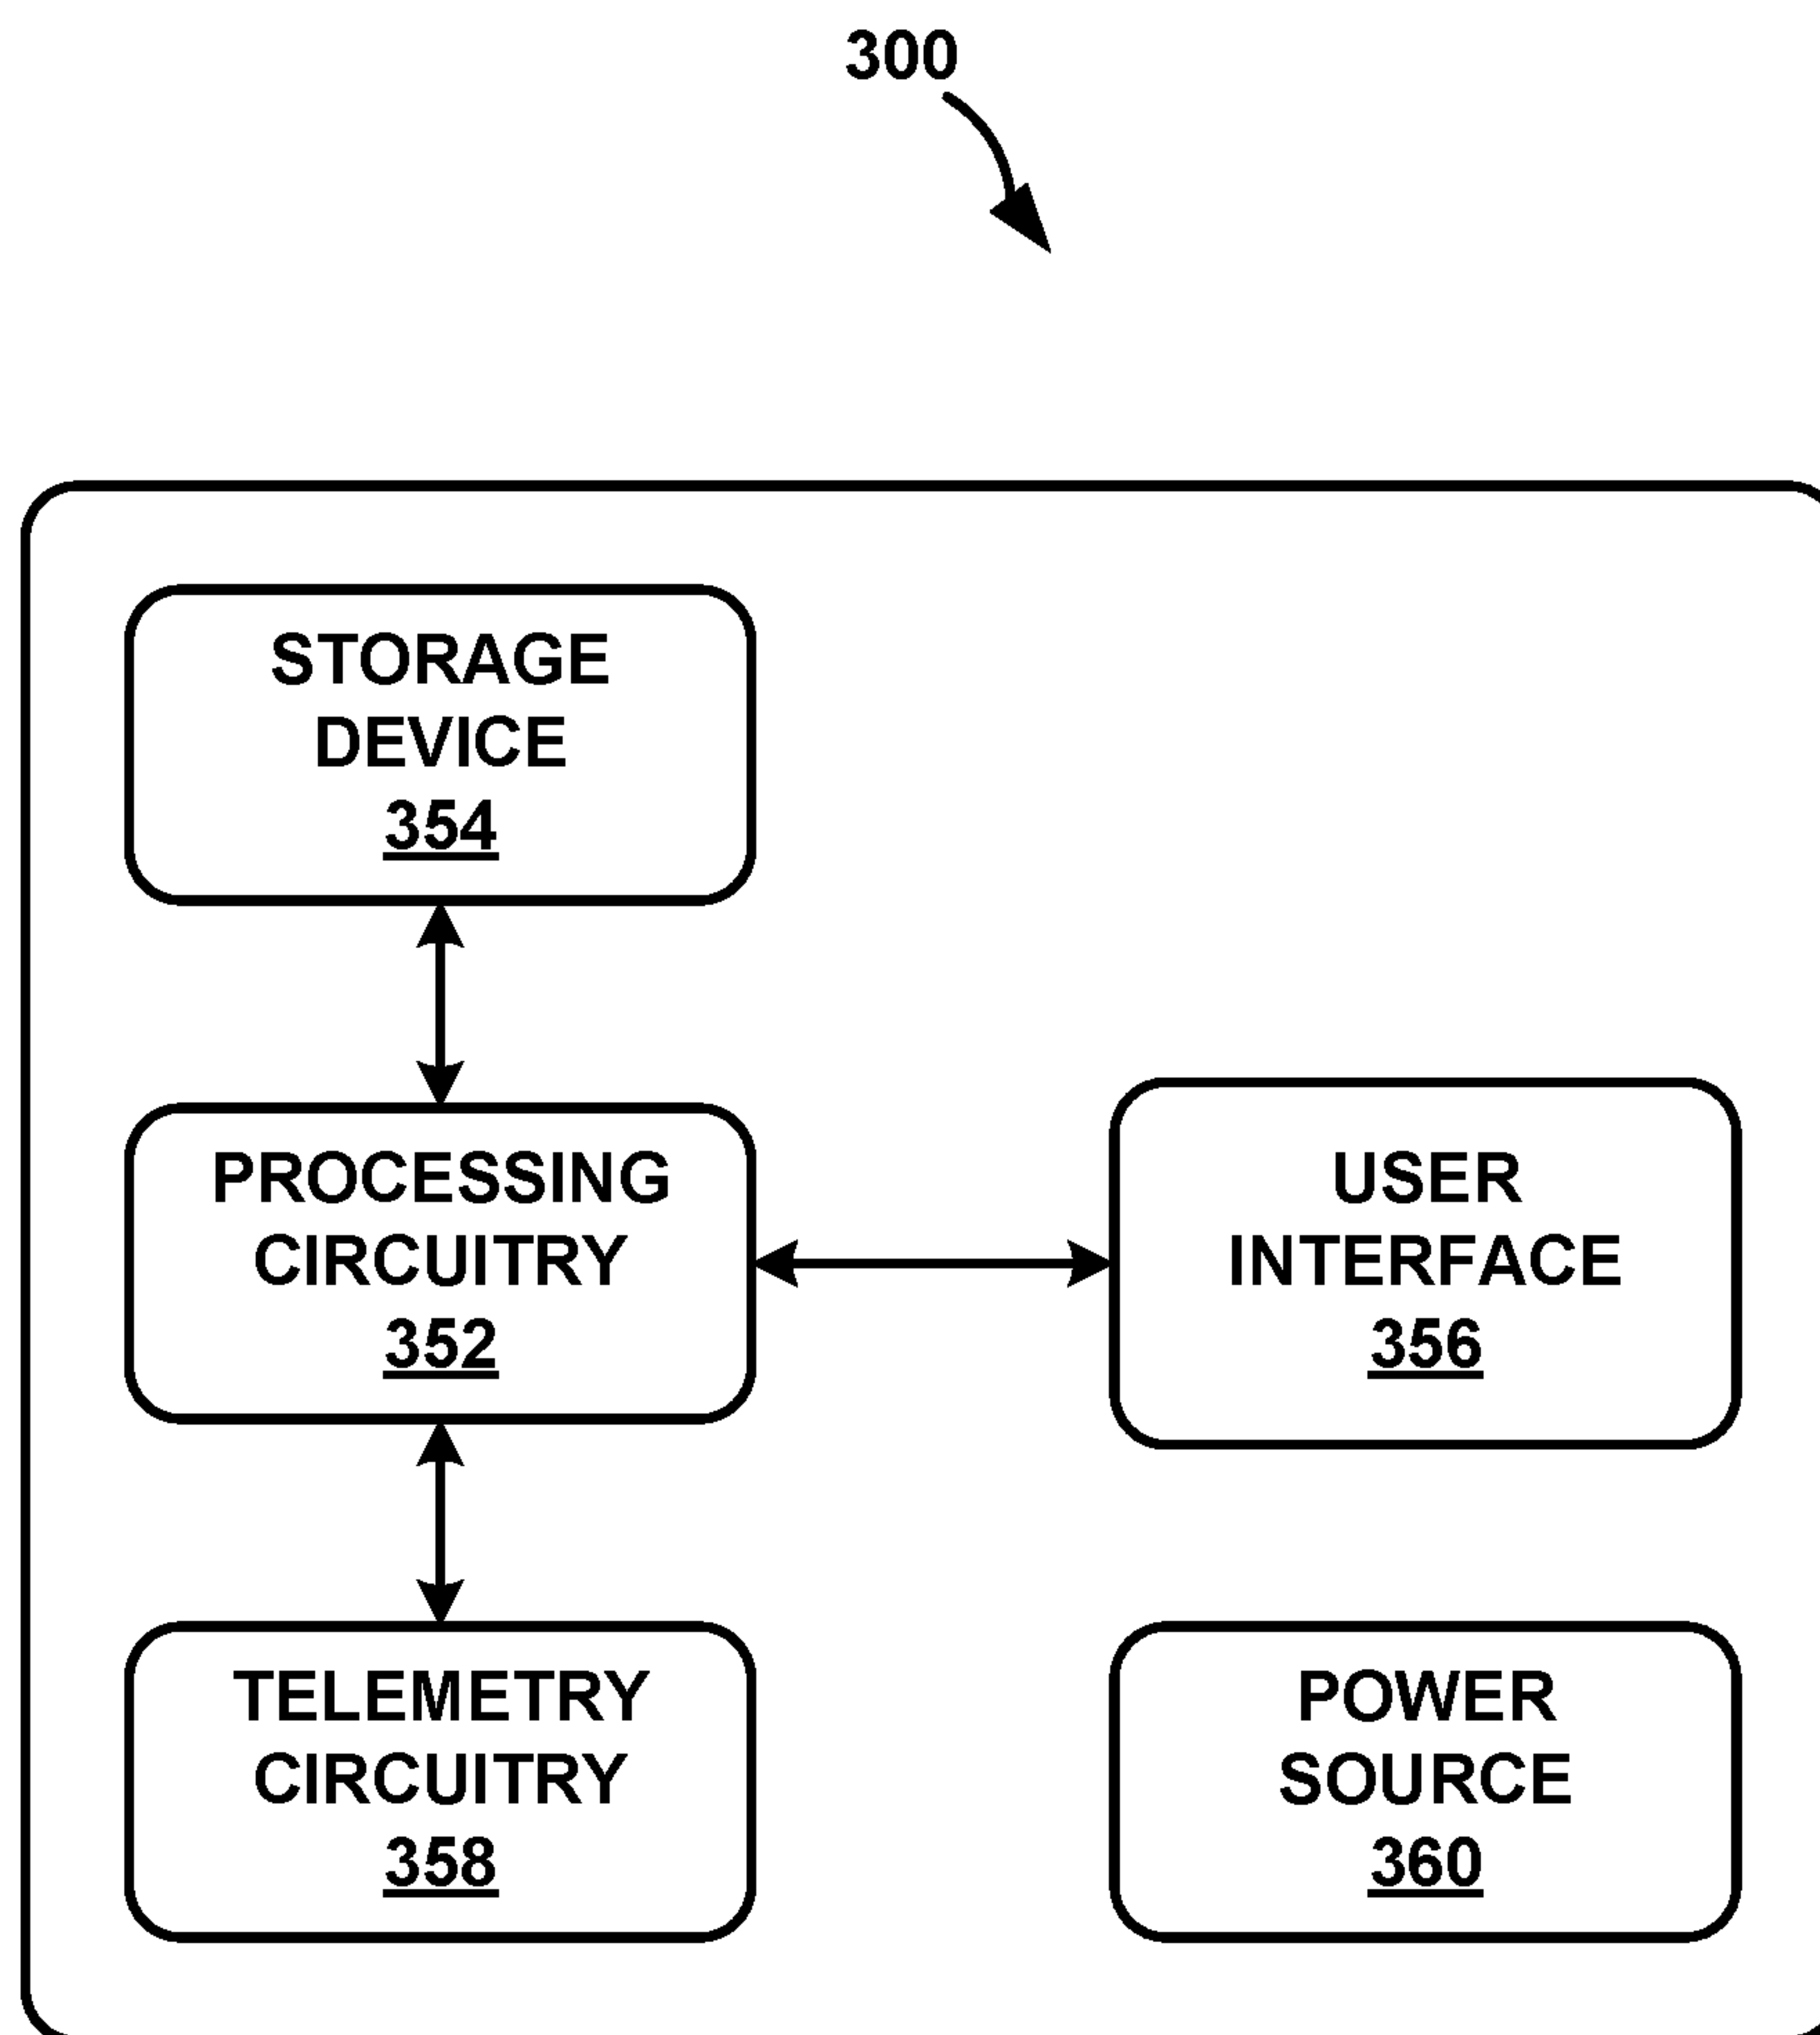 300
STORAGE
DEVICE
354
PROCESSING
CIRCUITRY
352
USER
INTERFACE
356
TELEMETRY
CIRCUITRY
358
POWER
SOURCE
360